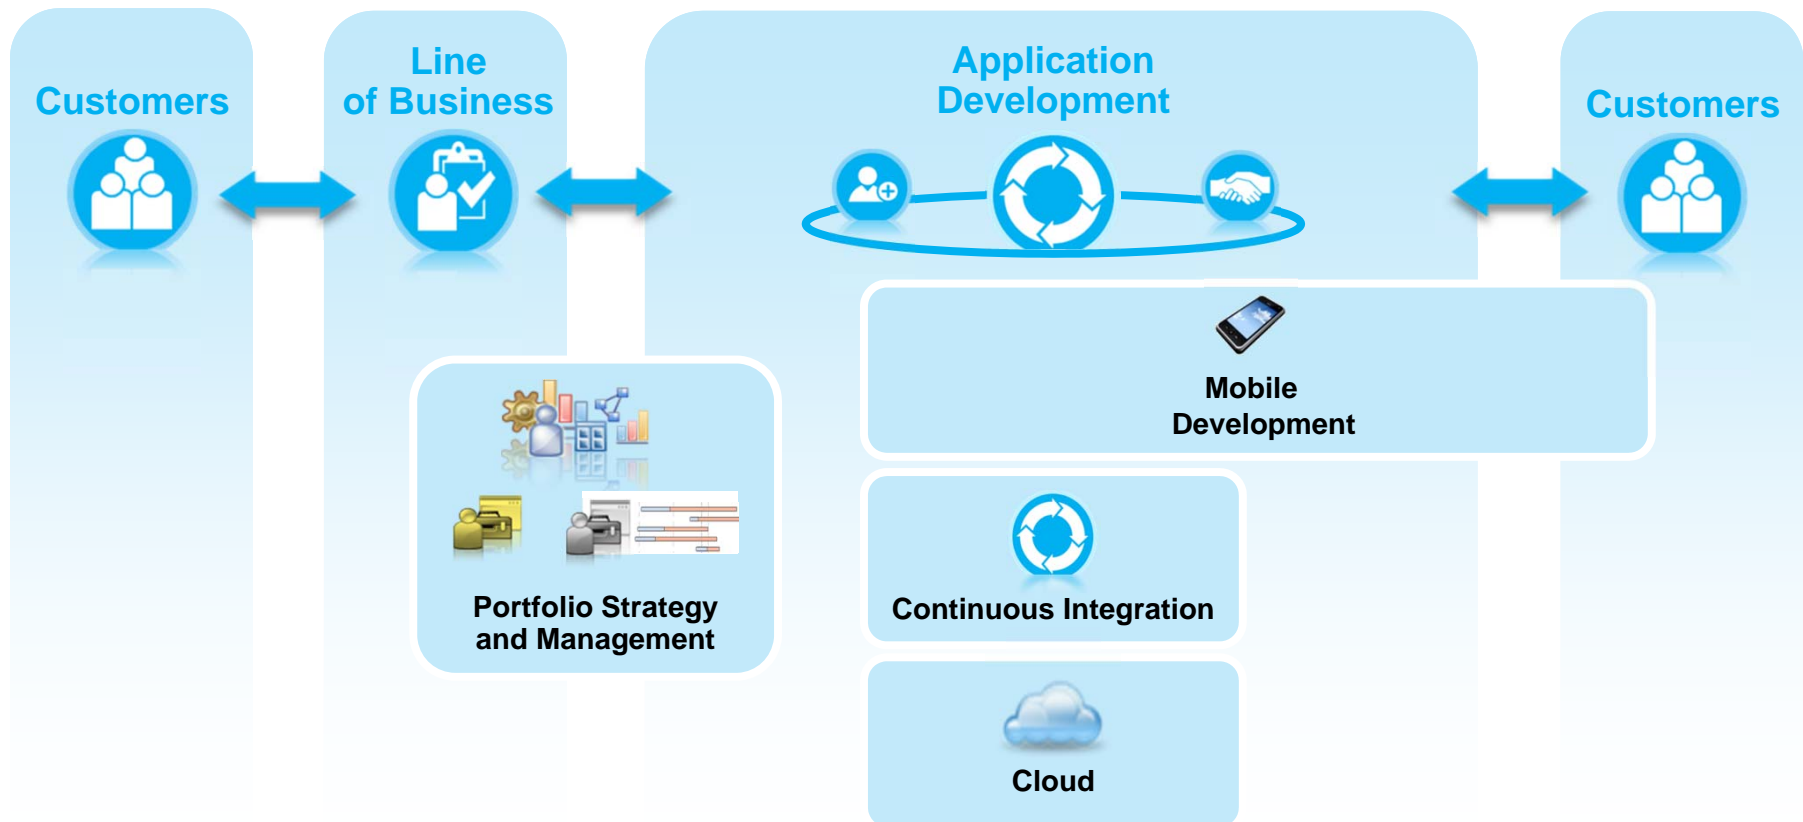 Customers
Line
of Business
Application
Development
Customers
Mobile
Development
Portfolio Strategy
and Management
Continuous Integration
Cloud